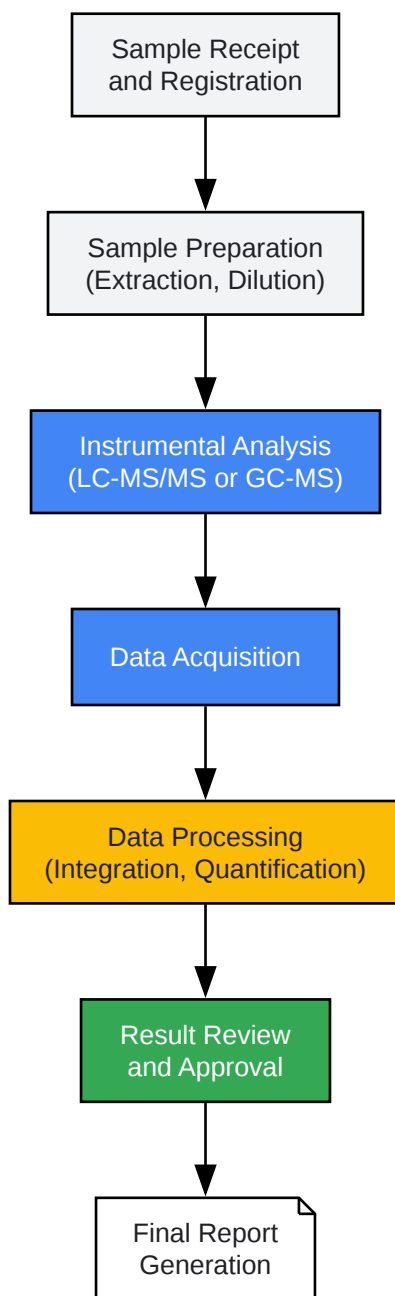 Sample Receipt
and Registration
Sample Preparation
(Extraction, Dilution)
Instrumental Analysis
(LC-MS/MS or GC-MS)
Data Acquisition
Data Processing
(Integration, Quantification)
Result Review
and Approval
Final Report
Generation